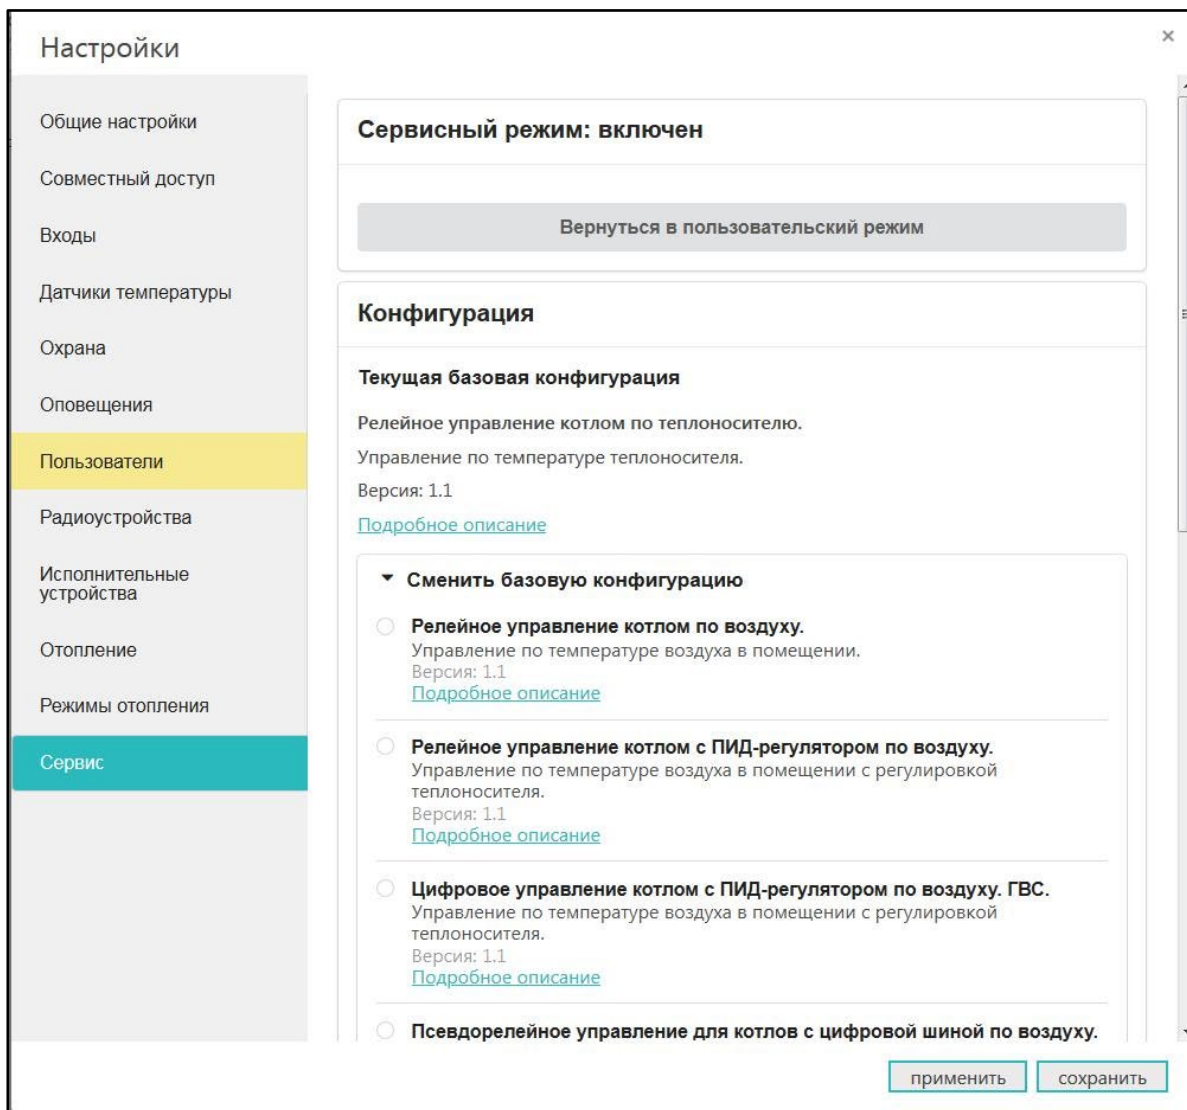 Настройки
×
Общие настройки
Совместный доступ
Входы
Датчики температуры
Охрана
Оповещения
Пользователи
Радиоустройства
Исполнительные
устройства
Отопление
Режимы отопления
Сервис
Сервисный режим: включен
Вернуться в пользовательский режим
Конфигурация
Текущая базовая конфигурация
Релейное управление котлом по теплоносителю.
Управление по температуре теплоносителя.
Версия: 1.1
Подробное описание
Сменить базовую конфигурацию
Релейное управление котлом по воздуху.
Управление по температуре воздуха в помещении.
Версия: 1.1
Подробное описание
Релейное управление котлом с ПИД-регулятором по воздуху.
Управление по температуре воздуха в помещении с регулировкой
теплоносителя.
Версия: 1.1
Подробное описание
Цифровое управление котлом с ПИД-регулятором по воздуху. ГВС.
Управление по температуре воздуха в помещении с регулировкой
теплоносителя.
Версия: 1.1
Подробное описание
Псевдорелейное управление для котлов с цифровой шиной по воздуху.
применить
сохранить